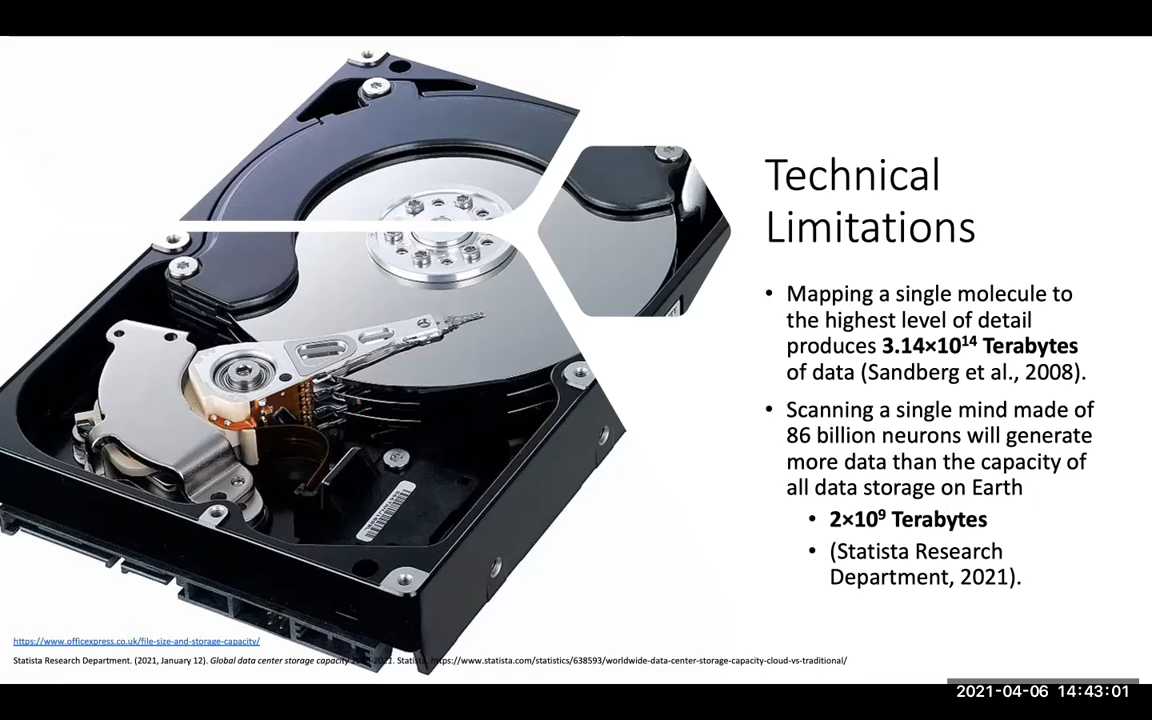 Technical
Limitations
• Mapping a single molecule to
the highest level of detail
produces 3.14×10¹⁴ Terabytes
of data (Sandberg et al., 2008).
• Scanning a single mind made of
86 billion neurons will generate
more data than the capacity of
all data storage on Earth
• 2×10⁹ Terabytes
• (Statista Research
Department, 2021).
https://www.officexpress.co.uk/file-size-and-storage-capacity/
Statista Research Department. (2021, January 12). Global data center storage capacity https://www.statista.com/statistics/638593/worldwide-data-center-storage-capacity-cloud-vs-traditional/
2021-04-06 14:43:01